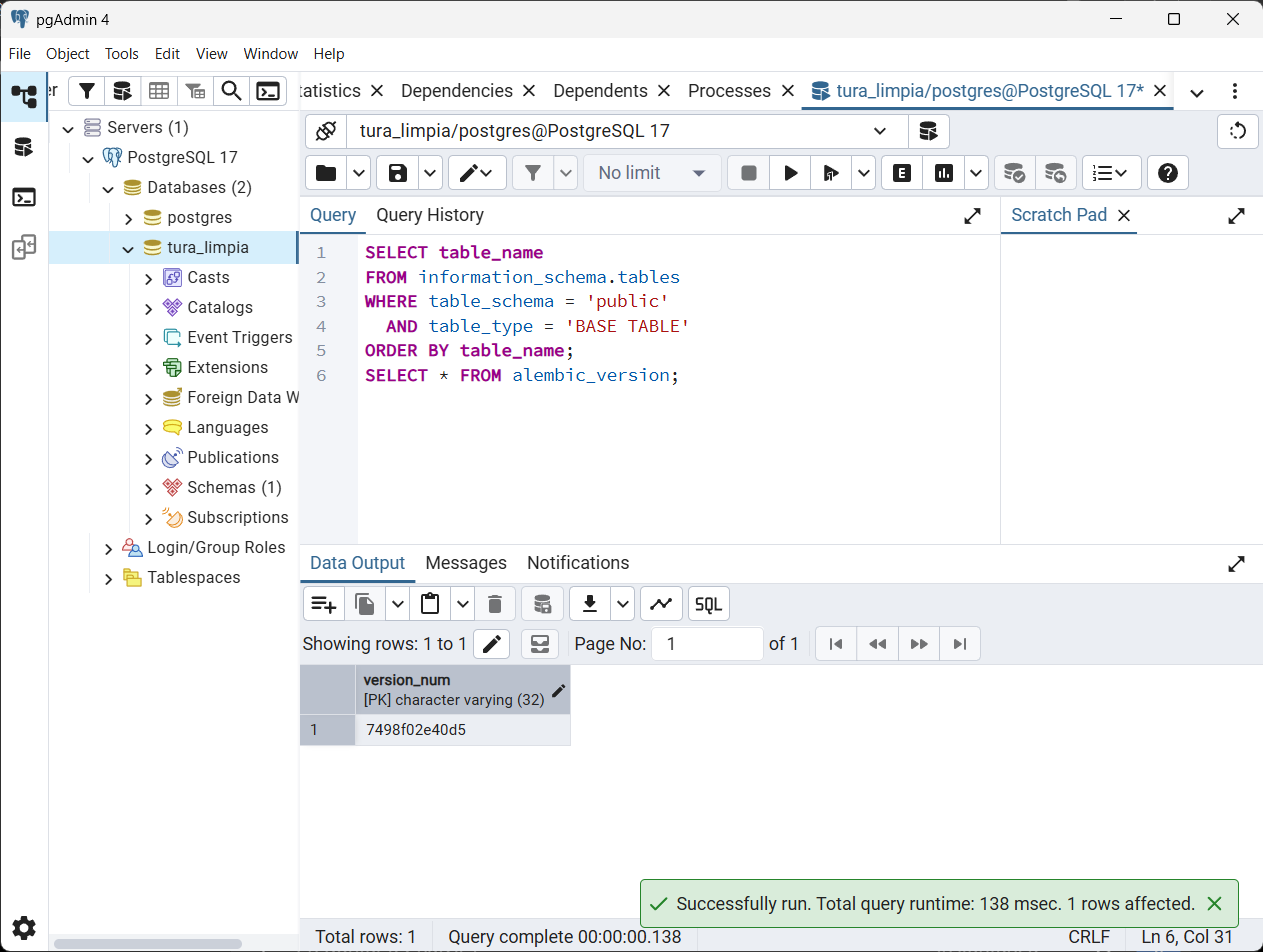 pgAdmin 4
File Object Tools Edit View Window Help
er
tatistics Dependencies Dependents Processes tura_limpia/postgres@PostgreSQL 17*
Servers (1)
PostgreSQL 17
Databases (2)
postgres
tura_limpia
Casts
Catalogs
Event Triggers
Extensions
Foreign Data W
Languages
Publications
Schemas (1)
Subscriptions
Login/Group Roles
Tablespaces
tura_limpia/postgres@PostgreSQL 17
No limit
E
Query Query History
Scratch Pad
1 SELECT table_name
2 FROM information_schema.tables
3 WHERE table_schema = 'public'
4 AND table_type = 'BASE TABLE'
5 ORDER BY table_name;
6 SELECT * FROM alembic_version;
Data Output Messages Notifications
SQL
Showing rows: 1 to 1 Page No: 1 of 1
version_num
[PK] character varying (32)
1 7498f02e40d5
Successfully run. Total query runtime: 138 msec. 1 rows affected.
Total rows: 1 Query complete 00:00:00.138 CRLF Ln 6, Col 31